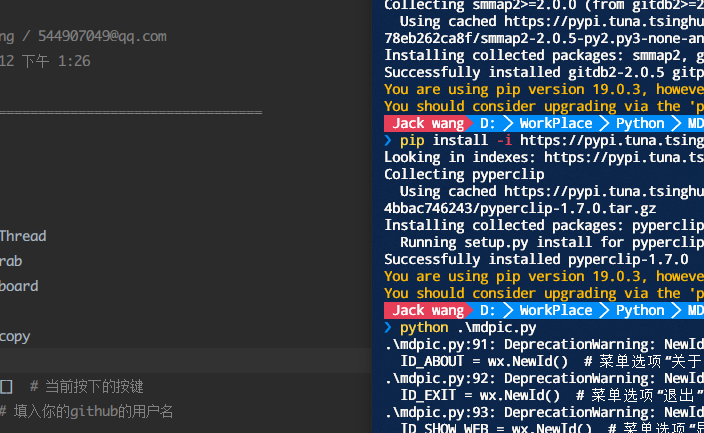 ng / 544907049@qq.com
12 下午 1:26
================================
Thread
rab
board
copy
[]  # 当前按下的按键
# 填入你的github的用户名
Collecting smmap2>=2.0.0 (from gitdb2>=2
Using cached https://pypi.tuna.tsinghu
78eb262ca8f/smmap2-2.0.5-py2.py3-none-an
Installing collected packages: smmap2, g
Successfully installed gitdb2-2.0.5 gitp
You are using pip version 19.0.3, howeve
You should consider upgrading via the 'p
Jack wang D: WorkPlace Python MD
❯ pip install -i https://pypi.tuna.tsing
Looking in indexes: https://pypi.tuna.ts
Collecting pyperclip
Using cached https://pypi.tuna.tsinghu
4bbac746243/pyperclip-1.7.0.tar.gz
Installing collected packages: pyperclip
Running setup.py install for pyperclip
Successfully installed pyperclip-1.7.0
You are using pip version 19.0.3, howeve
You should consider upgrading via the 'p
Jack wang D: WorkPlace Python MD
❯ python .\mdpic.py
.\mdpic.py:91: DeprecationWarning: NewId
ID_ABOUT = wx.NewId()  # 菜单选项“关于
.\mdpic.py:92: DeprecationWarning: NewId
ID_EXIT = wx.NewId()  # 菜单选项“退出”
.\mdpic.py:93: DeprecationWarning: NewId
ID_SHOW_WEB = wx.NewId()  # 菜单选项“显